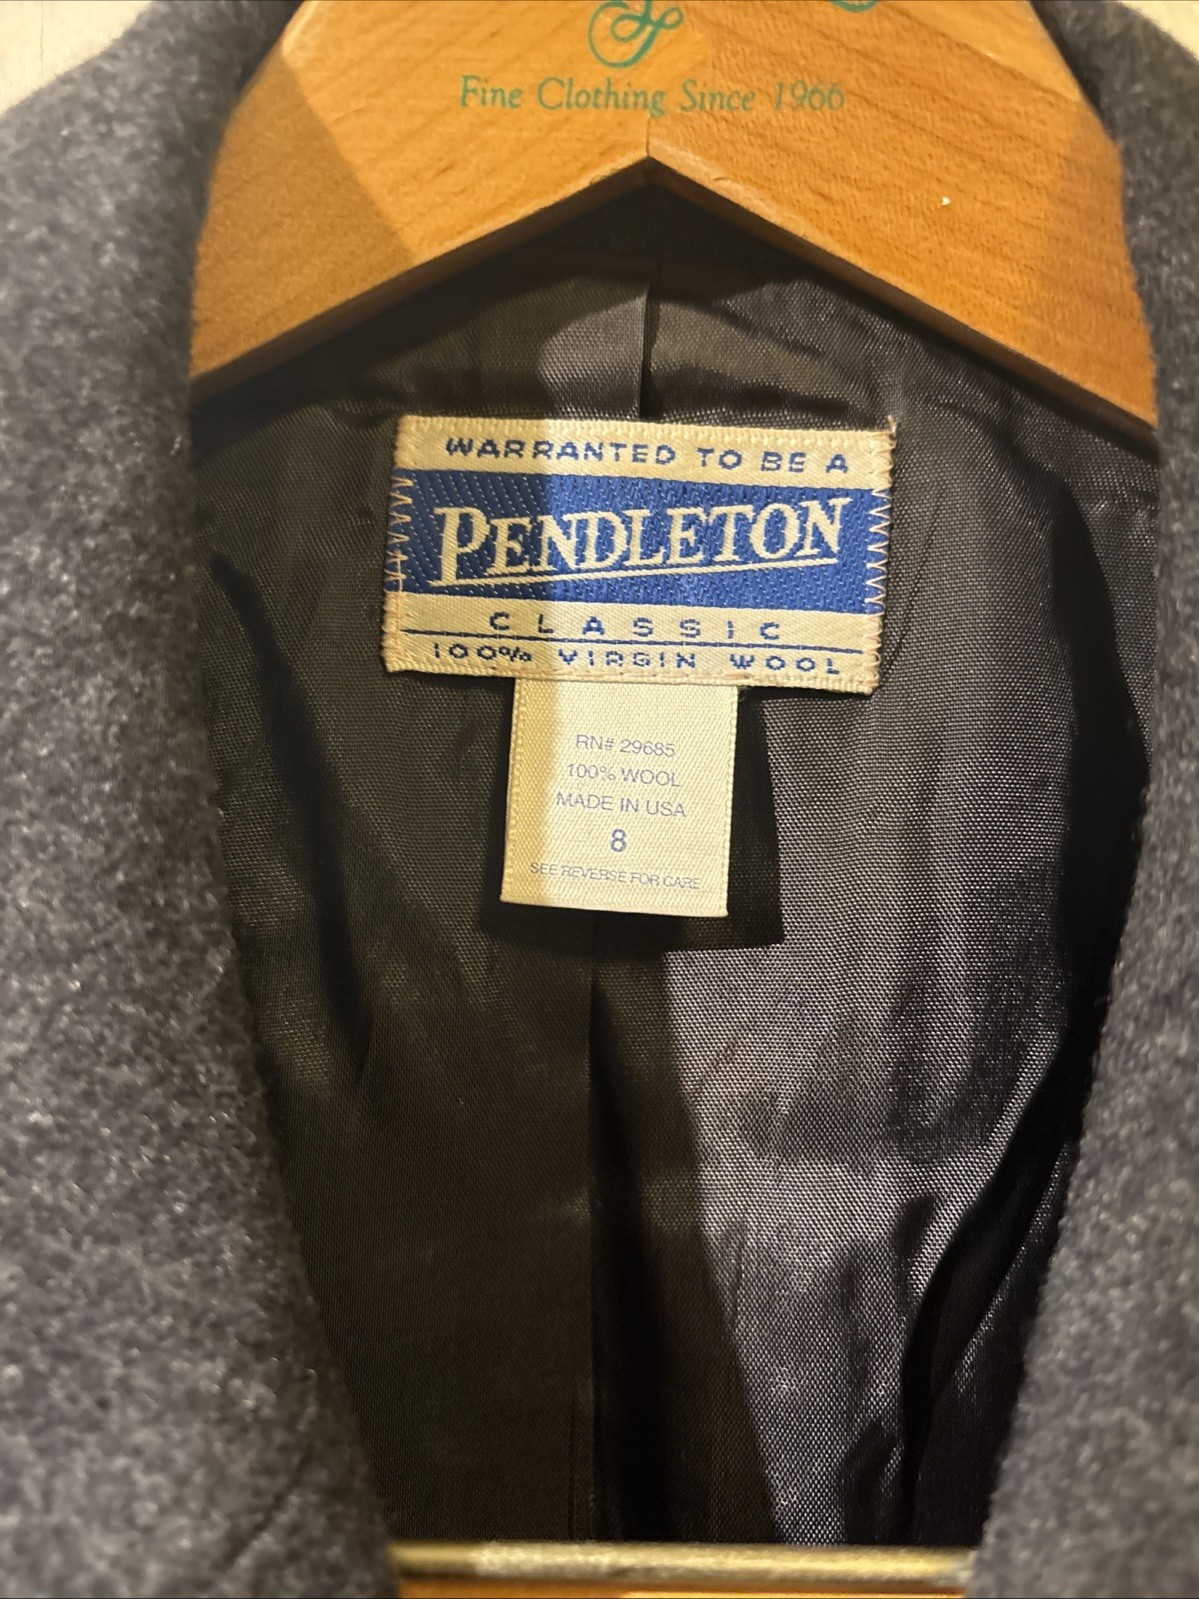 Fine Clothing Since 1966
WARRANTED TO BE A
PENDLETON
CLASSIC
100% VIRGIN WOOL
RN# 29685
100% WOOL
MADE IN USA
8
SEE REVERSE FOR CARE